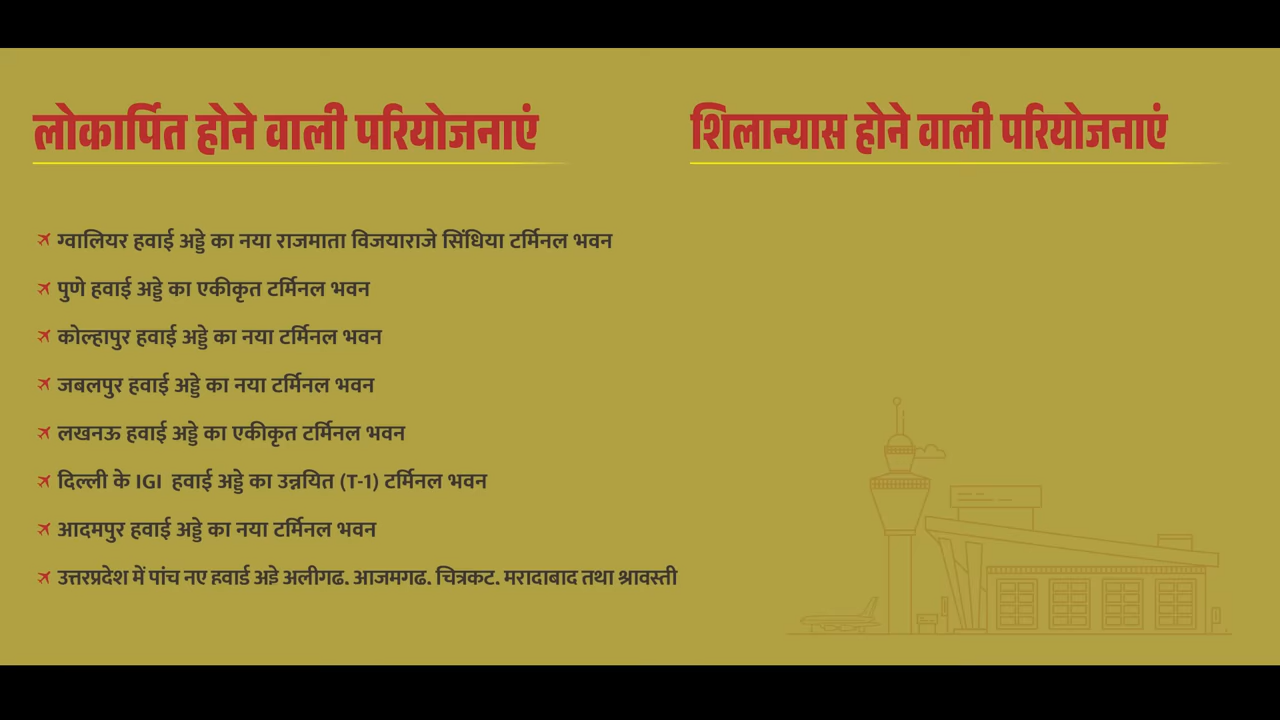 लोकार्पित होने वाली परियोजनाएं
ग्वालियर हवाई अड्डे का नया राजमाता विजयाराजे सिंधिया टर्मिनल भवन
पुणे हवाई अड्डे का एकीकृत टर्मिनल भवन
कोल्हापुर हवाई अड्डे का नया टर्मिनल भवन
जबलपुर हवाई अड्डे का नया टर्मिनल भवन
लखनऊ हवाई अड्डे का एकीकृत टर्मिनल भवन
दिल्ली के IGI हवाई अड्डे का उन्नयित (T-1) टर्मिनल भवन
आदमपुर हवाई अड्डे का नया टर्मिनल भवन
उत्तरप्रदेश में पांच नए हवाई अड्डे अलीगढ़, आजमगढ़, चित्रकूट, मुरादाबाद तथा श्रावस्ती
शिलान्यास होने वाली परियोजनाएं